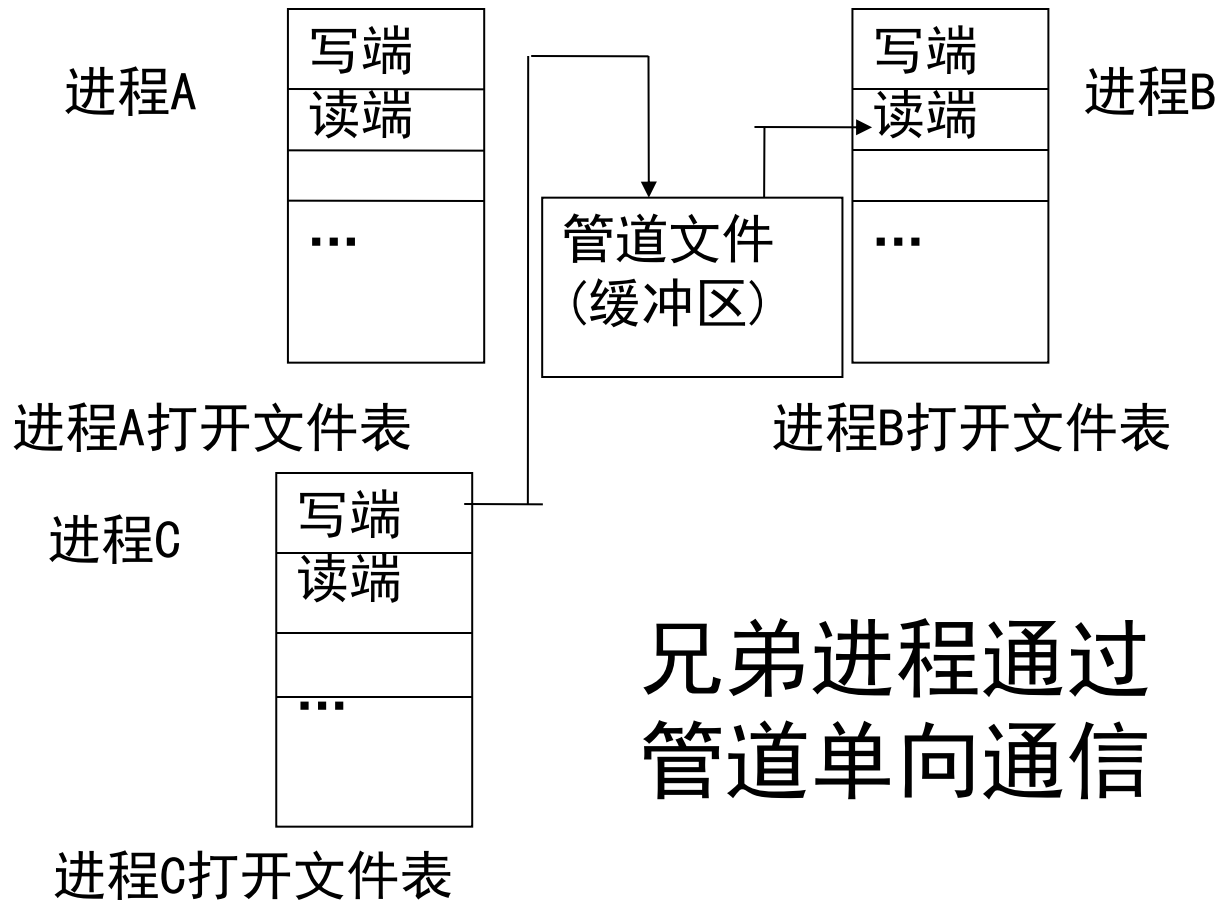 进程A
写端
读端
...
进程A打开文件表
管道文件
(缓冲区)
写端
读端
...
进程B
进程B打开文件表
进程C
写端
读端
...
进程C打开文件表
兄弟进程通过
管道单向通信